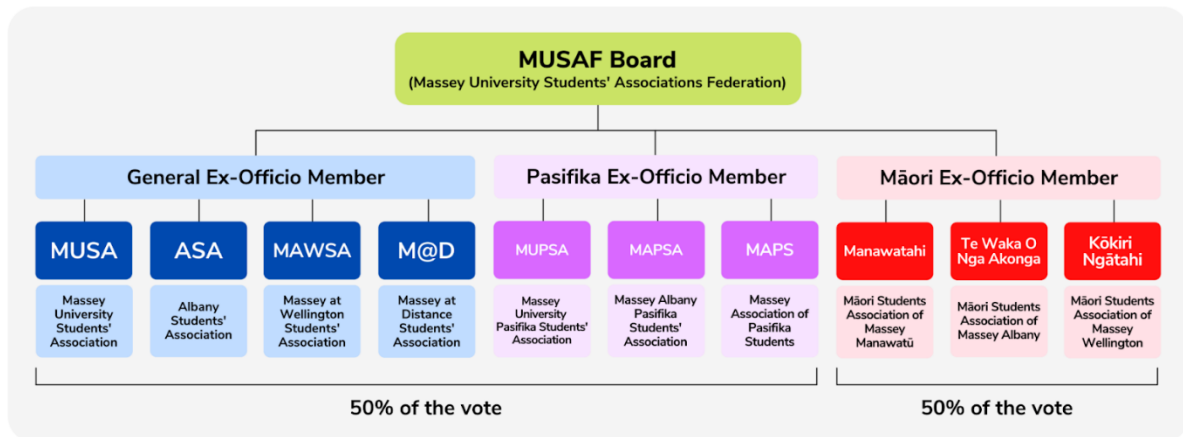 MUSAF Board
(Massey University Students' Associations Federation)
General Ex-Officio Member
Pasifika Ex-Officio Member
Māori Ex-Officio Member
MUSA
ASA
MAWSA
M@D
MUPSA
MAPSA
MAPS
Manawatahi
Te Waka O
Nga Akonga
Kōkiri
Ngātahi
Massey
University
Students'
Association
Albany
Students'
Association
Massey at
Wellington
Students'
Association
Massey at
Distance
Students'
Association
Massey
University
Pasifika Students'
Association
Massey Albany
Pasifika
Students'
Association
Massey
Association of
Pasifika
Students
Māori Students
Association of
Massey
Manawatū
Māori Students
Association of
Massey Albany
Māori Students
Association of
Massey
Wellington
50% of the vote
50% of the vote